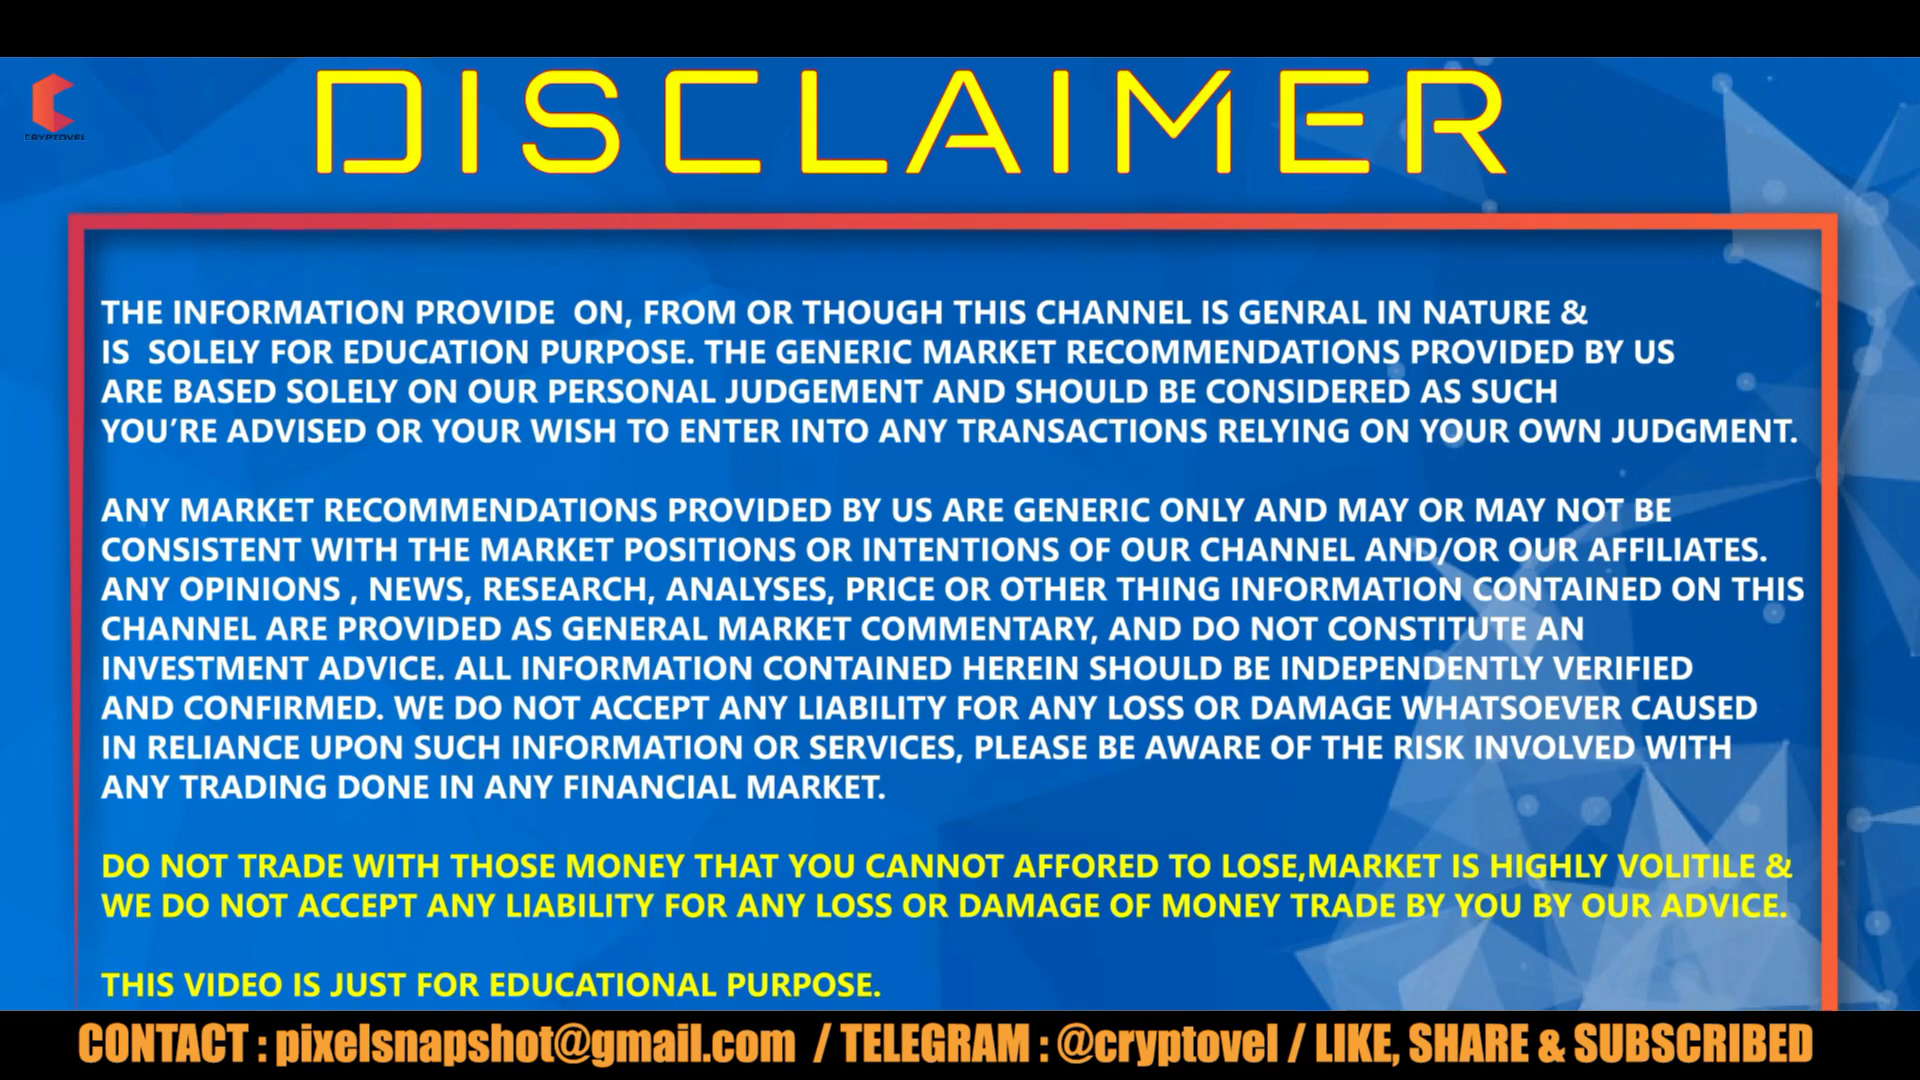 DISCLAIMER
CRYPTOVEL
THE INFORMATION PROVIDE  ON, FROM OR THOUGH THIS CHANNEL IS GENRAL IN NATURE &
IS  SOLELY FOR EDUCATION PURPOSE. THE GENERIC MARKET RECOMMENDATIONS PROVIDED BY US
ARE BASED SOLELY ON OUR PERSONAL JUDGEMENT AND SHOULD BE CONSIDERED AS SUCH
YOU'RE ADVISED OR YOUR WISH TO ENTER INTO ANY TRANSACTIONS RELYING ON YOUR OWN JUDGMENT.
ANY MARKET RECOMMENDATIONS PROVIDED BY US ARE GENERIC ONLY AND MAY OR MAY NOT BE
CONSISTENT WITH THE MARKET POSITIONS OR INTENTIONS OF OUR CHANNEL AND/OR OUR AFFILIATES.
ANY OPINIONS , NEWS, RESEARCH, ANALYSES, PRICE OR OTHER THING INFORMATION CONTAINED ON THIS
CHANNEL ARE PROVIDED AS GENERAL MARKET COMMENTARY, AND DO NOT CONSTITUTE AN
INVESTMENT ADVICE. ALL INFORMATION CONTAINED HEREIN SHOULD BE INDEPENDENTLY VERIFIED
AND CONFIRMED. WE DO NOT ACCEPT ANY LIABILITY FOR ANY LOSS OR DAMAGE WHATSOEVER CAUSED
IN RELIANCE UPON SUCH INFORMATION OR SERVICES, PLEASE BE AWARE OF THE RISK INVOLVED WITH
ANY TRADING DONE IN ANY FINANCIAL MARKET.
DO NOT TRADE WITH THOSE MONEY THAT YOU CANNOT AFFORED TO LOSE,MARKET IS HIGHLY VOLITILE &
WE DO NOT ACCEPT ANY LIABILITY FOR ANY LOSS OR DAMAGE OF MONEY TRADE BY YOU BY OUR ADVICE.
THIS VIDEO IS JUST FOR EDUCATIONAL PURPOSE.
CONTACT : pixelsnapshot@gmail.com  / TELEGRAM : @cryptovel / LIKE, SHARE & SUBSCRIBED